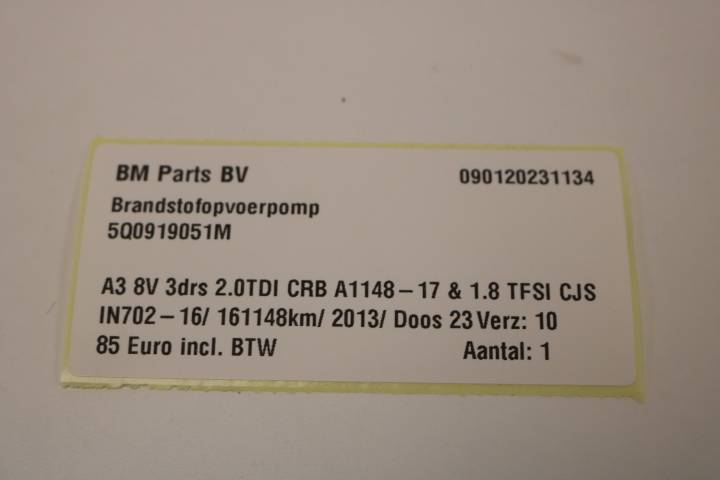 BM Parts BV 090120231134
Brandstofopvoerpomp
5Q0919051M
A3 8V 3drs 2.0TDI CRB A1148-17 & 1.8 TFSI CJS
IN702-16/ 161148km/ 2013/ Doos 23 Verz: 10
85 Euro incl. BTW Aantal: 1